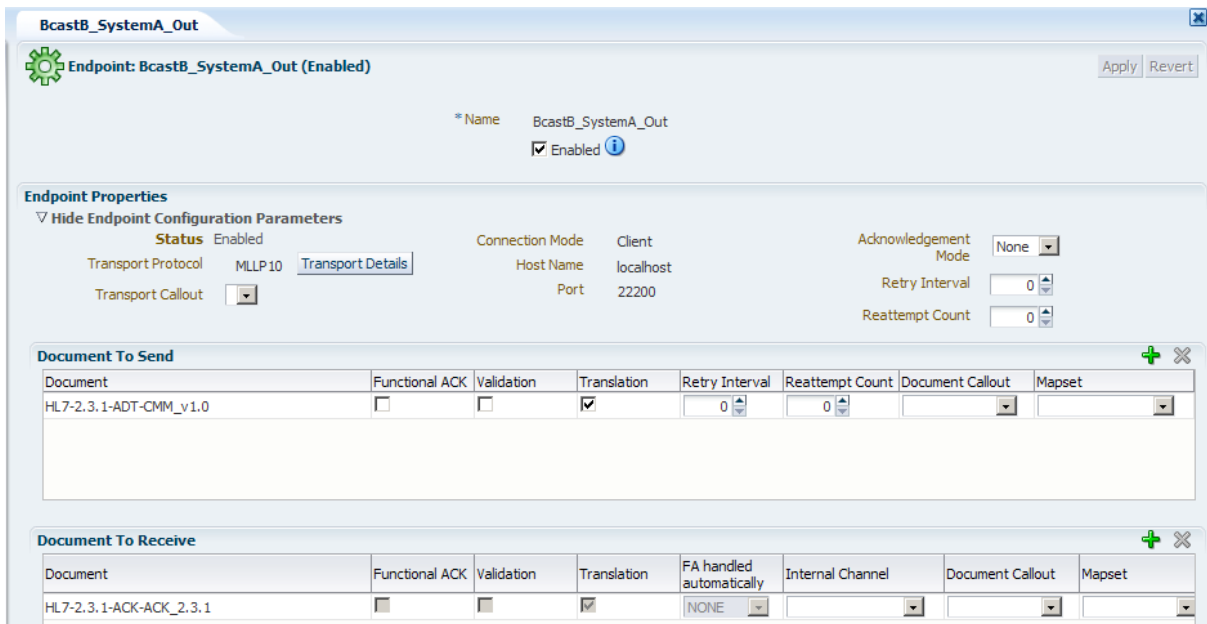 BcastB_SystemA_Out
Endpoint: BcastB_SystemA_Out (Enabled)
Apply Revert
* Name BcastB_SystemA_Out
Enabled
Endpoint Properties
Hide Endpoint Configuration Parameters
Status Enabled Connection Mode Client Acknowledgement Mode None
Transport Protocol MLLP10 Transport Details Host Name localhost Retry Interval 0
Transport Callout Port 22200 Reattempt Count 0
Document To Send
Document Functional ACK Validation Translation Retry Interval Reattempt Count Document Callout Mapset
HL7-2.3.1-ADT-CMM_v1.0 0 0
Document To Receive
Document Functional ACK Validation Translation FA handled automatically Internal Channel Document Callout Mapset
HL7-2.3.1-ACK-ACK_2.3.1 NONE